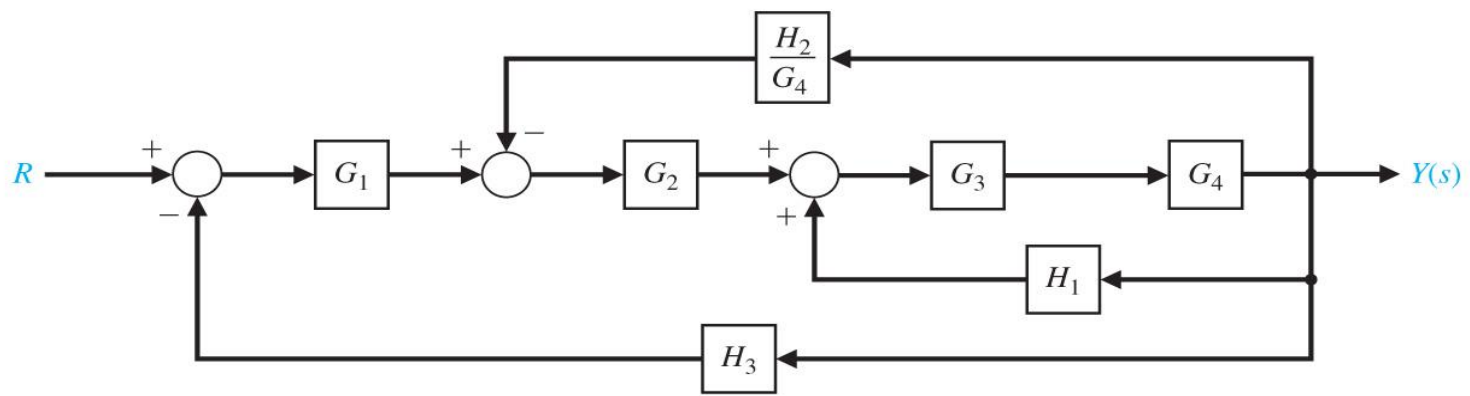 H₂
G₄
R + − G₁ + − G₂ + + G₃ G₄ Y(s)
H₁
H₃